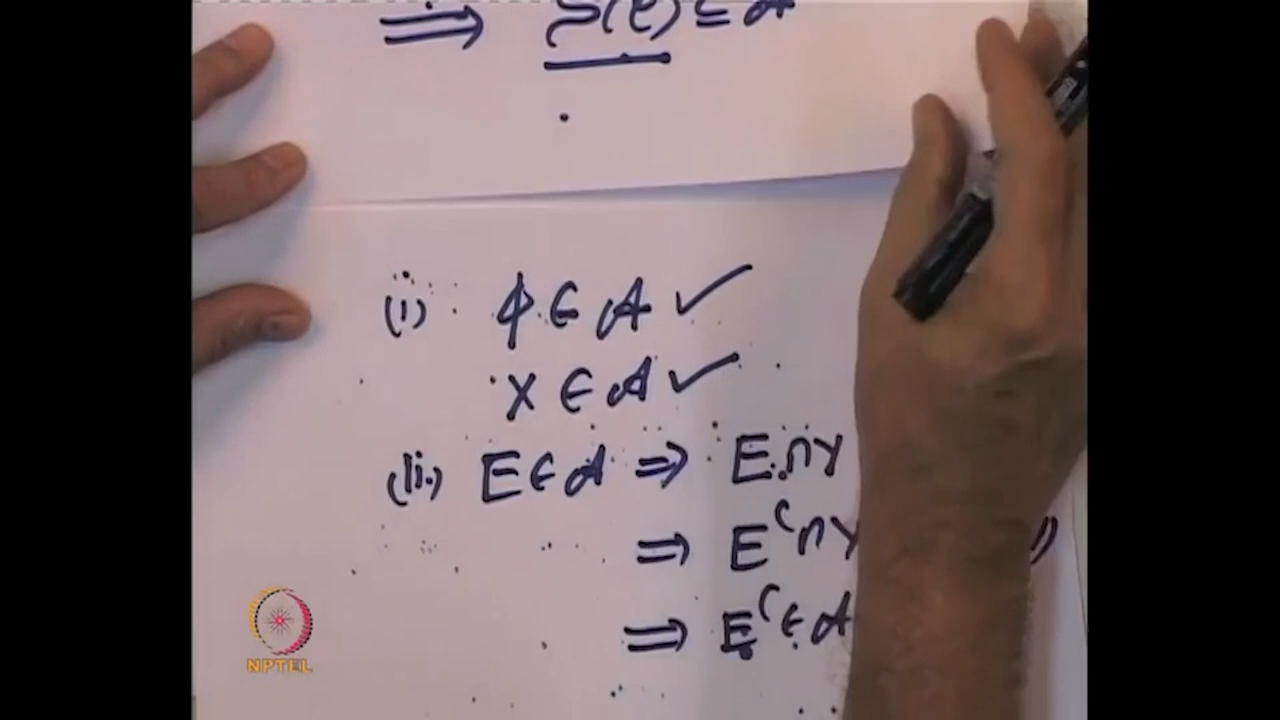 ⟹ S(C) ⊆ A
(i) ϕ ∈ A ✓
X ∈ A ✓
(ii) E ∈ A ⟹ E ∩ Y
⟹ Eᶜ ∩ Y
⟹ Eᶜ ∈ A
NPTEL